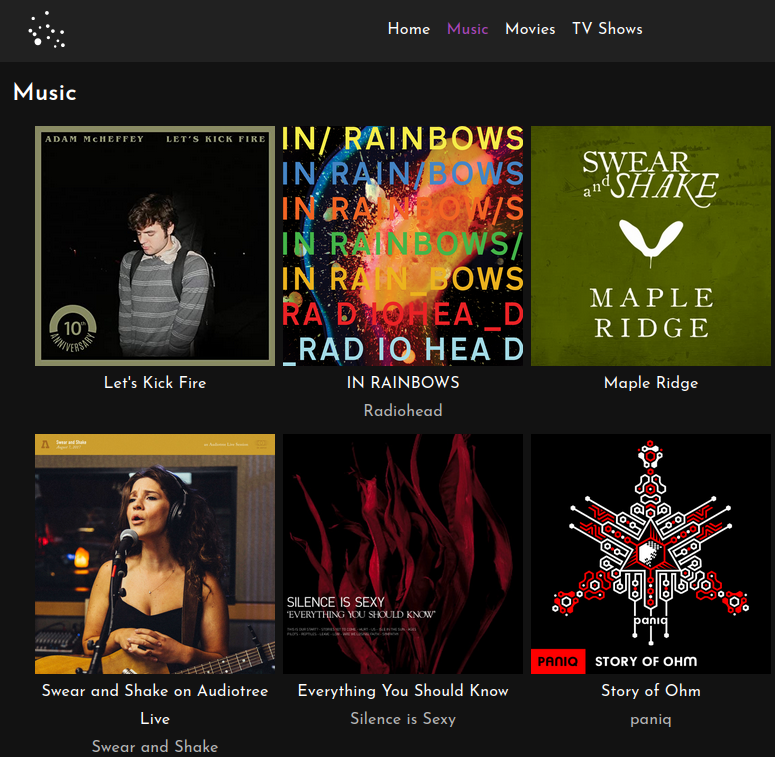 Home Music Movies TV Shows
Music
ADAM McHEFFEY LET'S KICK FIRE
10th
ANNIVERSARY
Let's Kick Fire
IN/ RAINBOWS
IN RAIN/BOWS
IN RAINBOW/S
IN RAINBOWS/
IN RAIN_BOWS
RA D IOHEA _D
_RAD IO HEA D
IN RAINBOWS
Radiohead
SWEAR
and SHAKE
MAPLE
RIDGE
Maple Ridge
Swear and Shake
Swear and Shake on Audiotree
Live
Swear and Shake
SILENCE IS SEXY
'EVERYTHING YOU SHOULD KNOW'
Everything You Should Know
Silence is Sexy
paniq
PANIQ STORY OF OHM
Story of Ohm
paniq